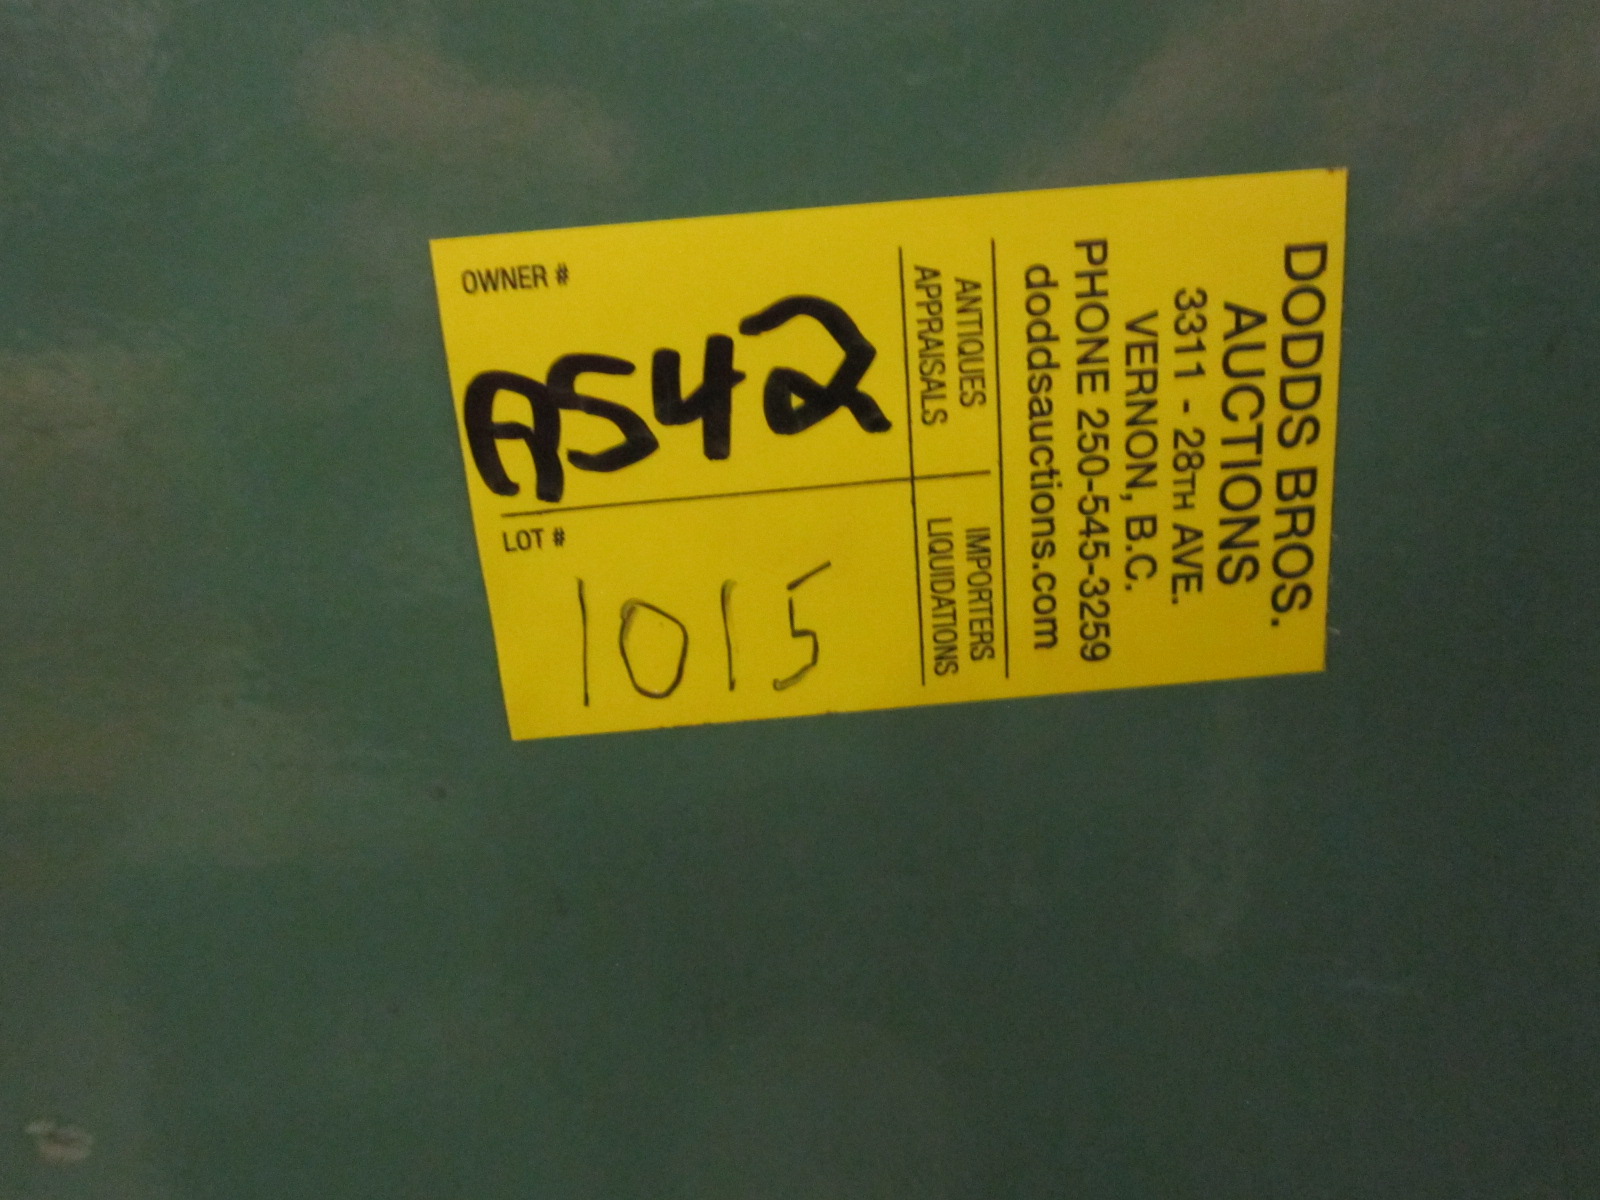 DODDS BROS.
AUCTIONS
3311 - 28TH AVE.
VERNON, B.C.
PHONE 250-545-3259
doddsauctions.com
ANTIQUES
APPRAISALS
IMPORTERS
LIQUIDATIONS
OWNER #
LOT #
1015